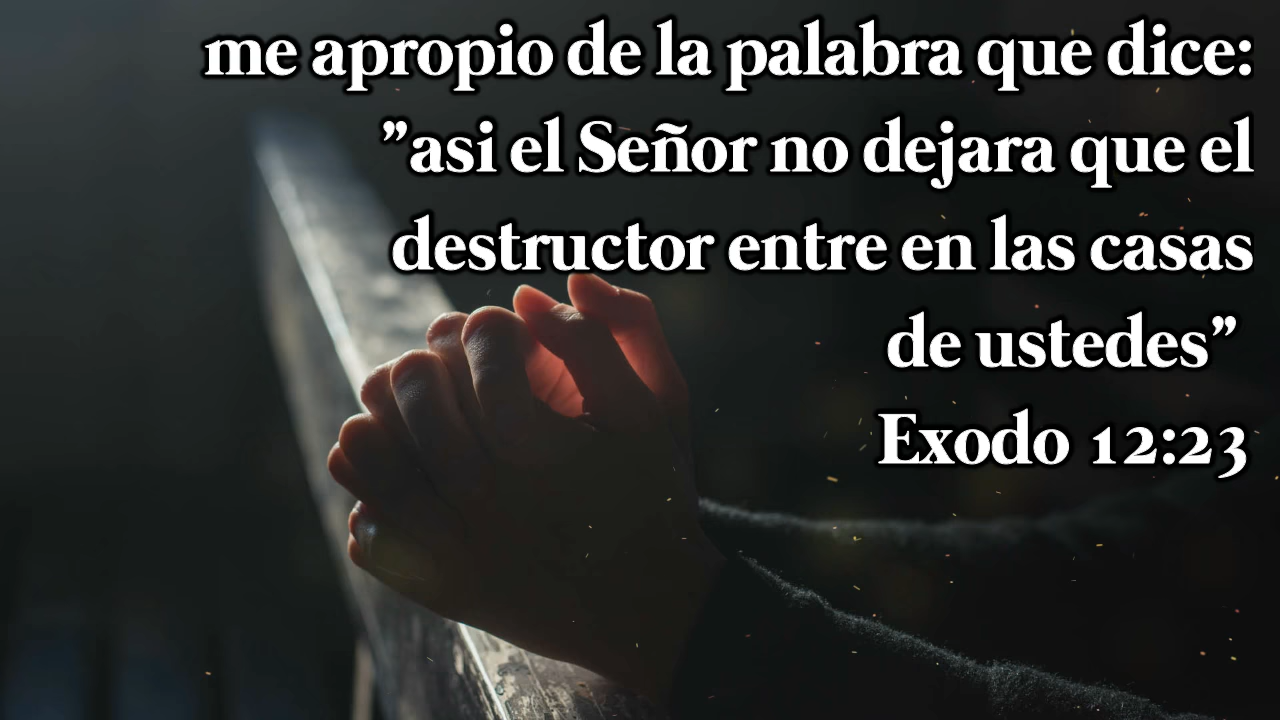 me apropio de la palabra que dice:
”asi el Señor no dejara que el
destructor entre en las casas
de ustedes”
Exodo 12:23